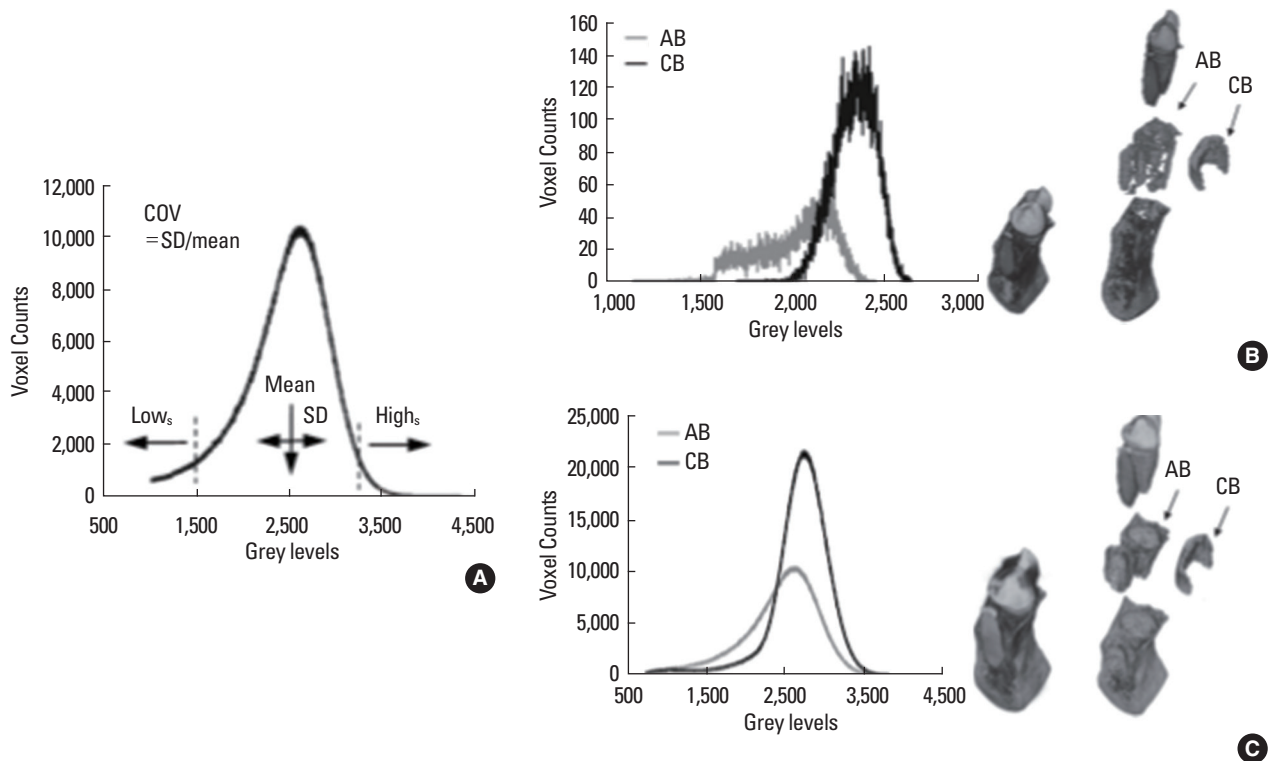 12,000
10,000
8,000
6,000
4,000
2,000
0
Voxel Counts
COV
=SD/mean
Mean
SD
Lowₛ
Highₛ
500 1,500 2,500 3,500 4,500
Grey levels
A
160
140
120
100
80
60
40
20
0
Voxel Counts
AB
CB
1,000 1,500 2,000 2,500 3,000
Grey levels
AB
CB
B
25,000
20,000
15,000
10,000
5,000
0
Voxel Counts
AB
CB
500 1,500 2,500 3,500 4,500
Grey levels
AB
CB
C